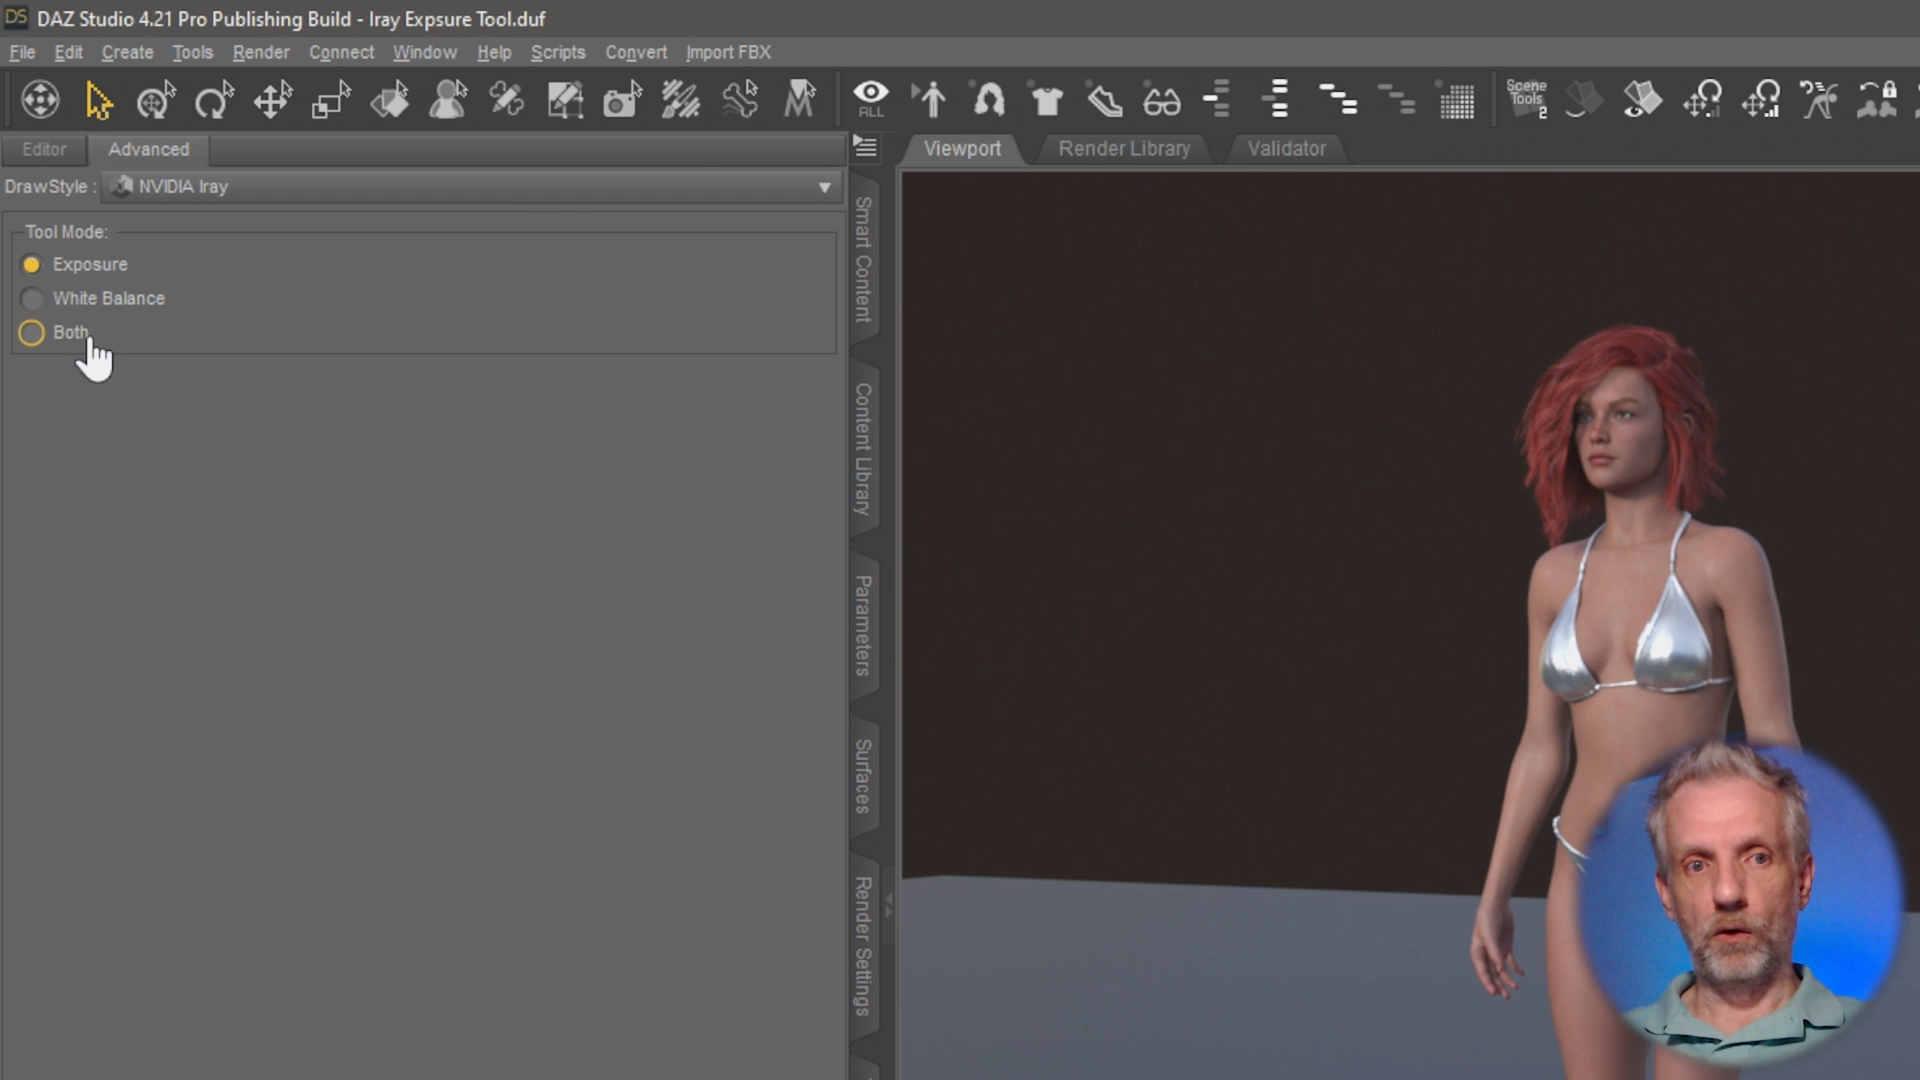 DS DAZ Studio 4.21 Pro Publishing Build - Iray Expsure Tool.duf
File Edit Create Tools Render Connect Window Help Scripts Convert Import FBX
ALL
Scene
Tools
2
Editor Advanced
Viewport Render Library Validator
DrawStyle : NVIDIA Iray
Tool Mode:
Exposure
White Balance
Both
Smart Content
Content Library
Parameters
Surfaces
Render Settings